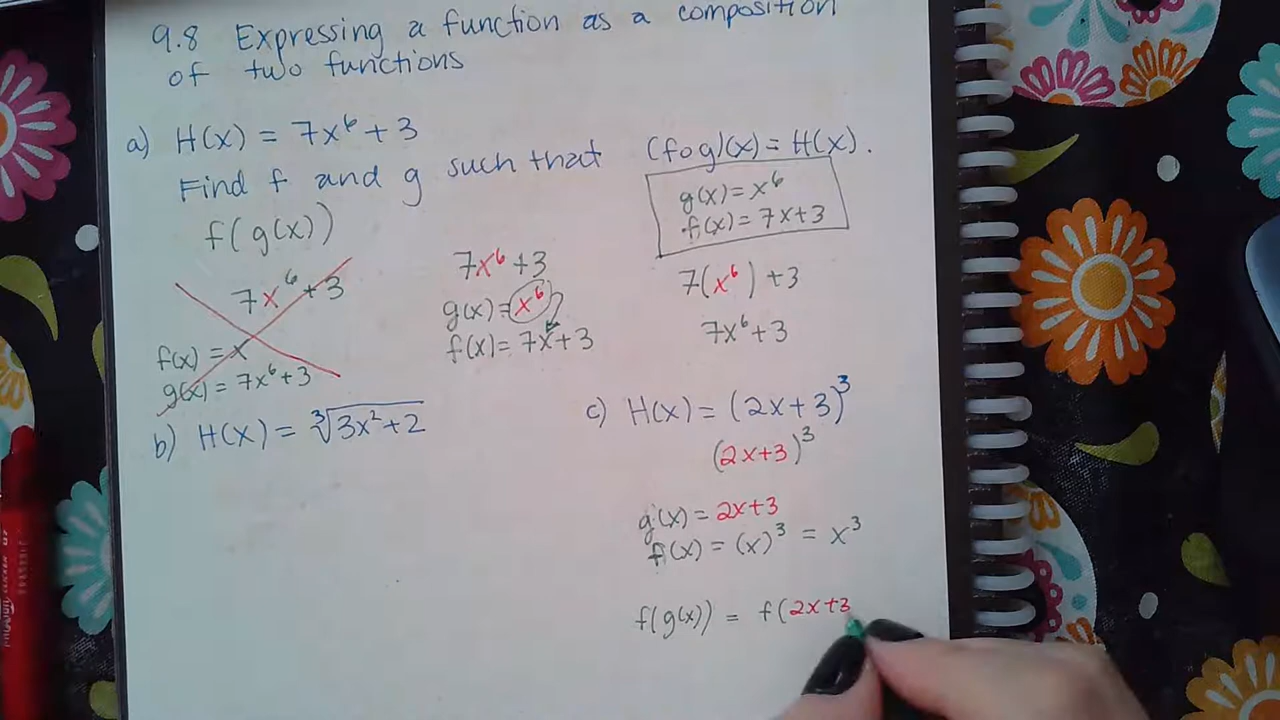 9.8 Expressing a function as a composition
of two functions
a) H(x) = 7x⁶ + 3
Find f and g such that (fog)(x) = H(x).
g(x) = x⁶
f(x) = 7x + 3
f(g(x))
7x⁶ + 3
f(x) = x
g(x) = 7x⁶ + 3
7x⁶ + 3
g(x) = x⁶
f(x) = 7x + 3
7(x⁶) + 3
7x⁶ + 3
b) H(x) = ∛3x² + 2
c) H(x) = (2x + 3)³
(2x + 3)³
g(x) = 2x + 3
f(x) = (x)³ = x³
f(g(x)) = f(2x + 3